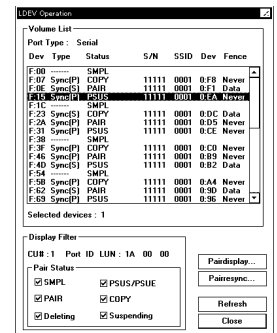 LDEV Operation
Volume List
Port Type : Serial
Dev Type Status S/N SSID Dev Fence
F:00 ------- SMPL
F:07 Sync(P) COPY 11111 0001 0:F8 Never
F:0E Sync(S) PAIR 11111 0001 0:F1 Data
F:15 Sync(P) PSUS 11111 0001 0:EA Never
F:1C ------- SMPL
F:23 Sync(S) COPY 11111 0001 0:DC Data
F:2A Sync(P) PAIR 11111 0001 0:D5 Never
F:31 Sync(S) PSUS 11111 0001 0:CE Never
F:38 ------- SMPL
F:3F Sync(P) COPY 11111 0001 0:C0 Never
F:46 Sync(S) PAIR 11111 0001 0:B9 Never
F:4D Sync(P) PSUS 11111 0001 0:B2 Data
F:54 ------- SMPL
F:5B Sync(P) COPY 11111 0001 0:A4 Never
F:62 Sync(S) PAIR 11111 0001 0:9D Data
F:69 Sync(P) PSUS 11111 0001 0:96 Never
Selected devices : 1
Display Filter
CU# : 1 Port ID LUN : 1A 00 00
Pair Status
SMPL PSUS/PSUE
PAIR COPY
Deleting Suspending
Pairdisplay...
Pairresync...
Refresh
Close